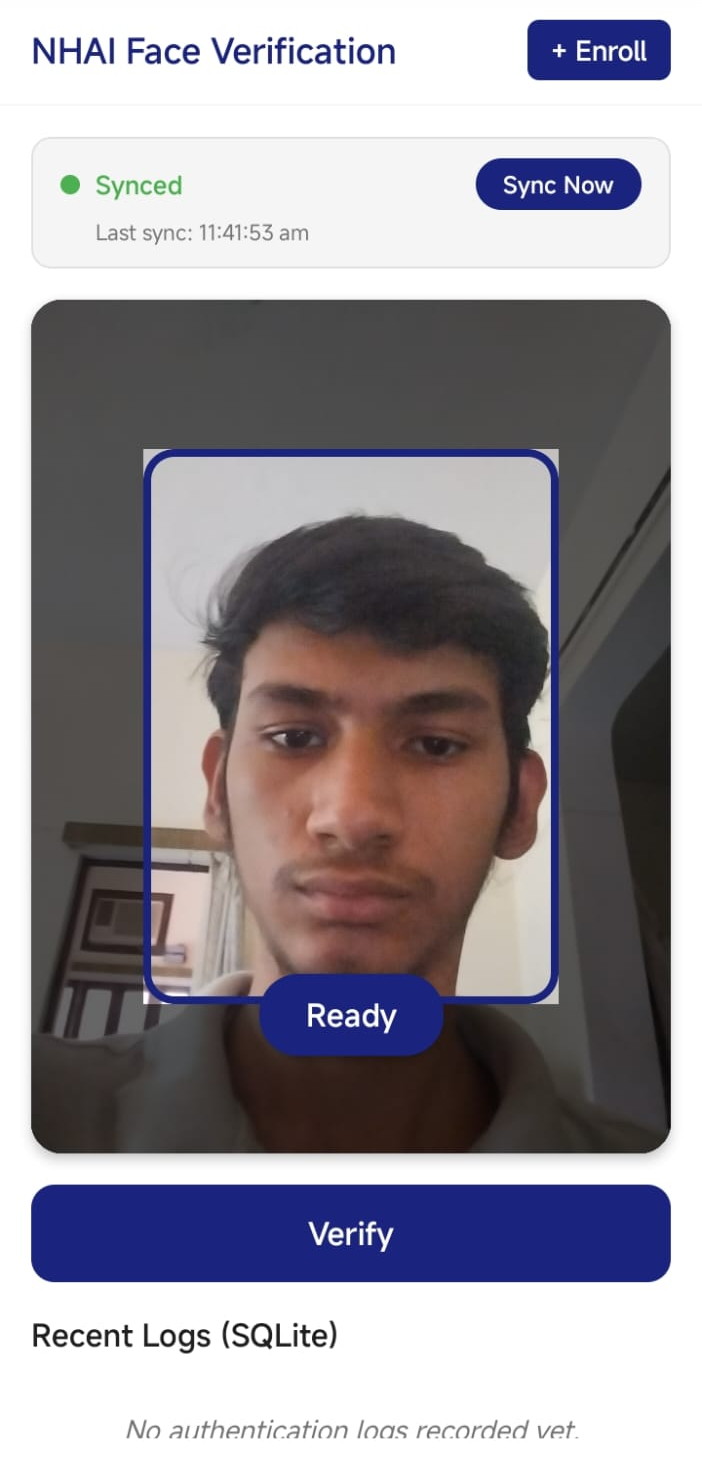 NHAI Face Verification
+ Enroll
Synced
Sync Now
Last sync: 11:41:53 am
Ready
Verify
Recent Logs (SQLite)
No authentication logs recorded yet.